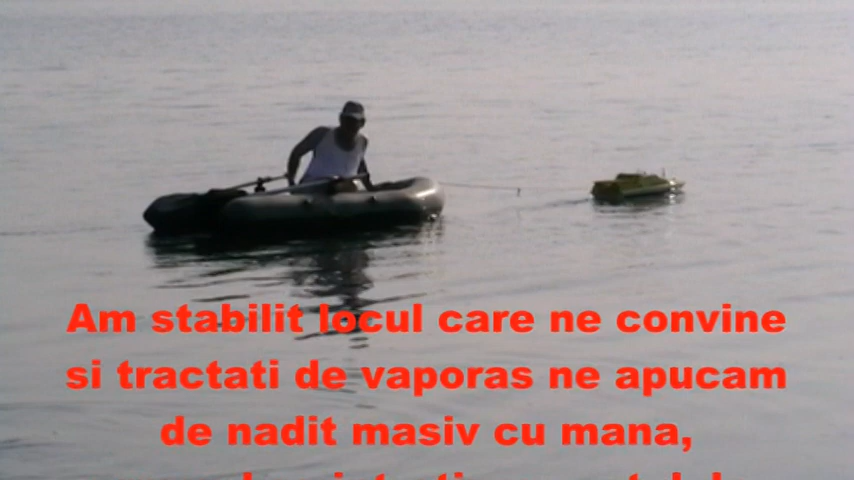 Am stabilit locul care ne convine
si tractati de vaporas ne apucam
de nadit masiv cu mana,